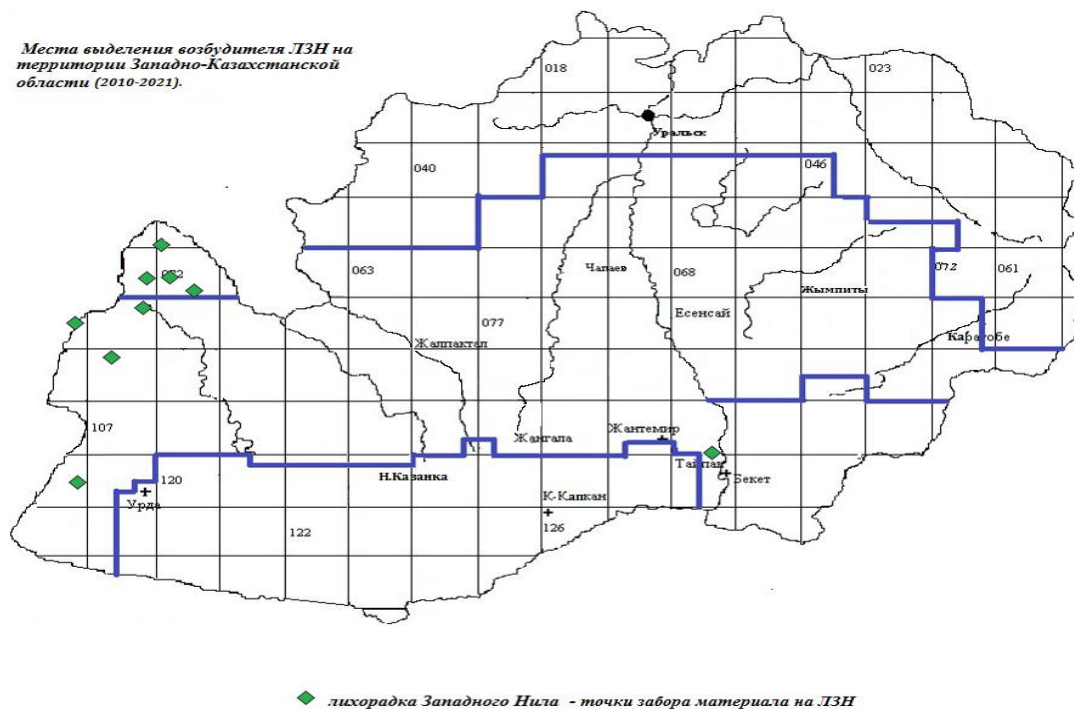 Места выделения возбудителя ЛЗН на
территории Западно-Казахстанской
области (2010-2021).
018
023
Уральск
040
046
072
063
Чапаев
068
072
061
Жымпиты
Есенсай
077
Жалпактал
Каратобе
107
Жангала
Жантемир
Тайпак
Бекет
120
Н.Казанка
Урда
К-Капкан
122
126
лихорадка Западного Нила - точки забора материала на ЛЗН